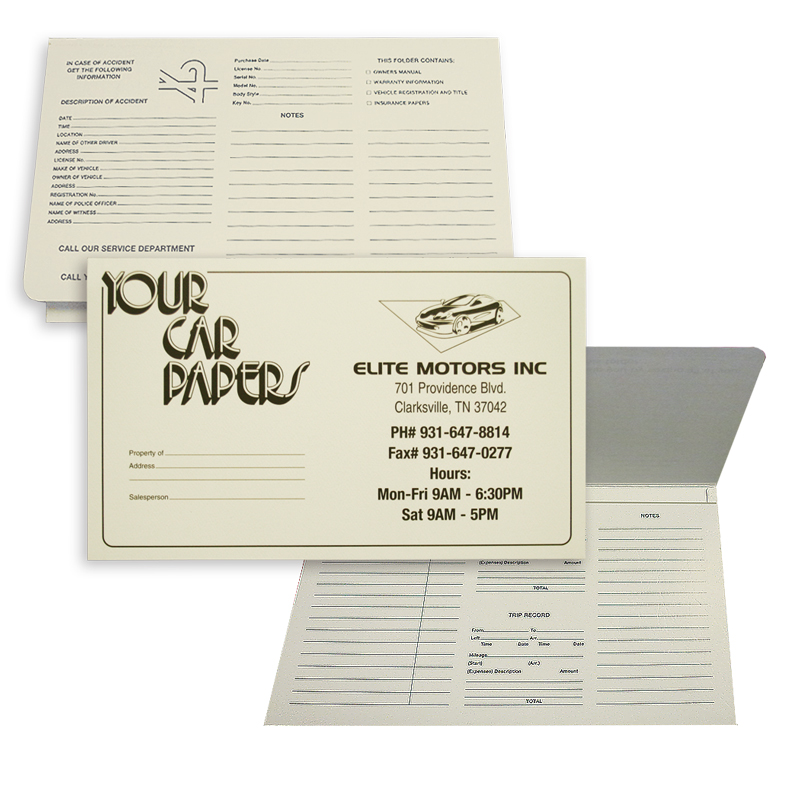 IN CASE OF ACCIDENT
GET THE FOLLOWING
INFORMATION
DESCRIPTION OF ACCIDENT
DATE
TIME
LOCATION
NAME OF OTHER DRIVER
ADDRESS
LICENSE No.
MAKE OF VEHICLE
OWNER OF VEHICLE
ADDRESS
REGISTRATION No.
NAME OF POLICE OFFICER
NAME OF WITNESS
ADDRESS
CALL OUR SERVICE DEPARTMENT
CALL Y
Purchase Date
License No.
Serial No.
Model No.
Body Style
Key No.
NOTES
THIS FOLDER CONTAINS:
OWNERS MANUAL
WARRANTY INFORMATION
VEHICLE REGISTRATION AND TITLE
INSURANCE PAPERS
YOUR
CAR
PAPERS
Property of
Address
Salesperson
ELITE MOTORS INC
701 Providence Blvd.
Clarksville, TN 37042
PH# 931-647-8814
Fax# 931-647-0277
Hours:
Mon-Fri 9AM - 6:30PM
Sat 9AM - 5PM
(Expenses) Description Amount
TOTAL
TRIP RECORD
From To
Left Arr.
Time Date Time Date
Mileage
(Start) (Arr.)
(Expenses) Description Amount
TOTAL
NOTES